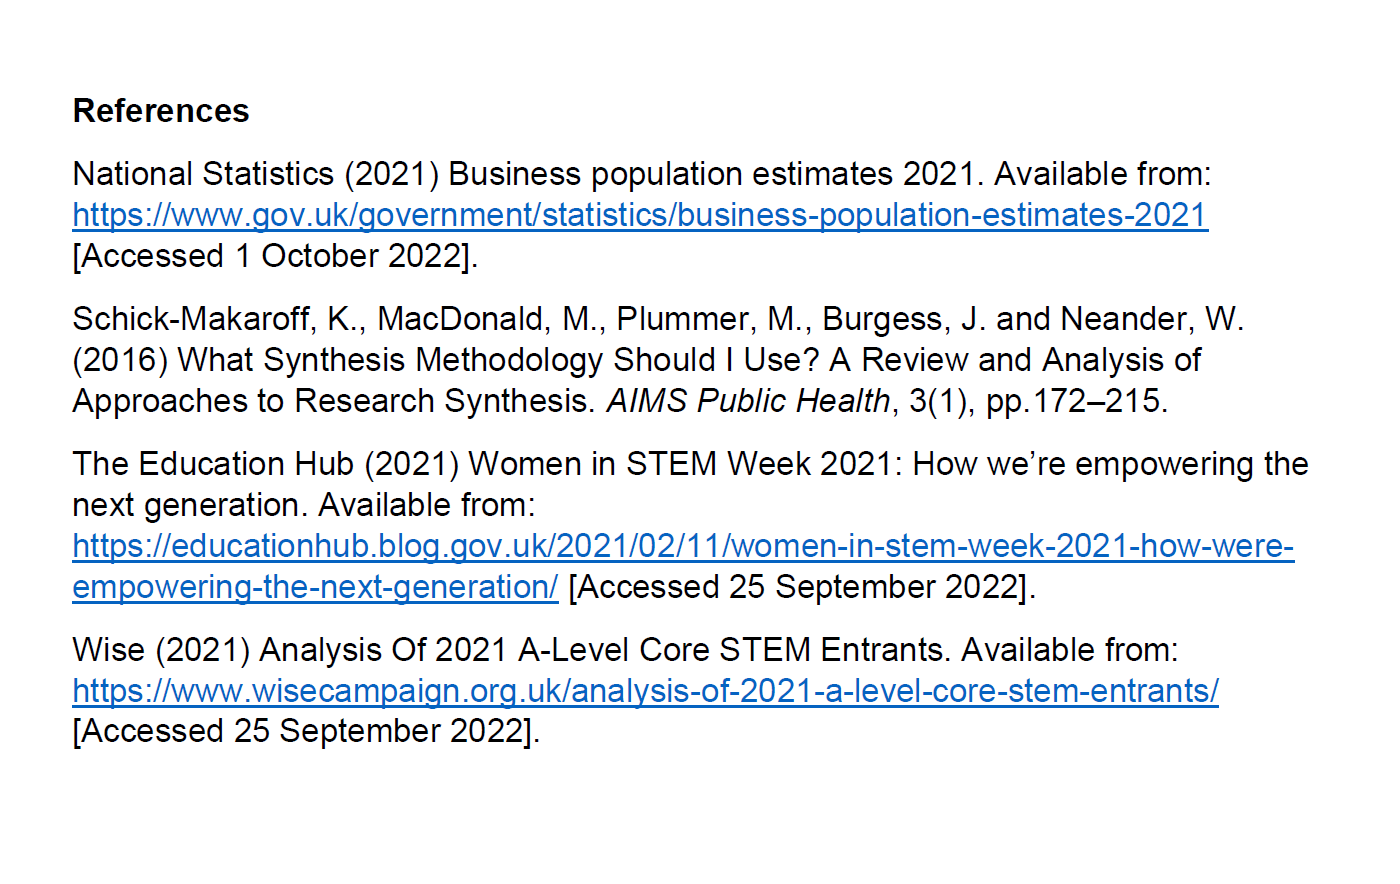 References
National Statistics (2021) Business population estimates 2021. Available from:
https://www.gov.uk/government/statistics/business-population-estimates-2021
[Accessed 1 October 2022].
Schick-Makaroff, K., MacDonald, M., Plummer, M., Burgess, J. and Neander, W.
(2016) What Synthesis Methodology Should I Use? A Review and Analysis of
Approaches to Research Synthesis. AIMS Public Health, 3(1), pp.172–215.
The Education Hub (2021) Women in STEM Week 2021: How we’re empowering the
next generation. Available from:
https://educationhub.blog.gov.uk/2021/02/11/women-in-stem-week-2021-how-were-
empowering-the-next-generation/ [Accessed 25 September 2022].
Wise (2021) Analysis Of 2021 A-Level Core STEM Entrants. Available from:
https://www.wisecampaign.org.uk/analysis-of-2021-a-level-core-stem-entrants/
[Accessed 25 September 2022].